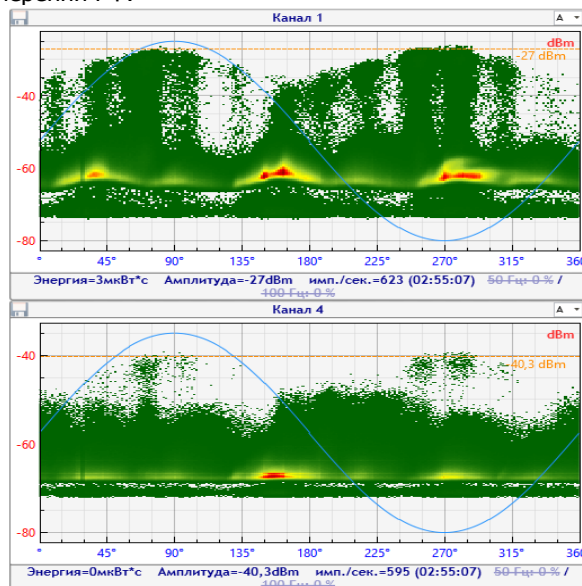 Канал 1
A
dBm
-27 dBm
-40
-60
-80
° 45° 90° 135° 180° 225° 270° 315° 360
Энергия=3мкВт*с Амплитуда=-27dBm имп./сек.=623 (02:55:07) 50 Гц: 0 % /
100 Гц: 0 %
Канал 4
A
dBm
-40
-40,3 dBm
-60
-80
° 45° 90° 135° 180° 225° 270° 315° 360
Энергия=0мкВт*с Амплитуда=-40,3dBm имп./сек.=595 (02:55:07) 50 Гц: 0 % /
100 Гц: 0 %